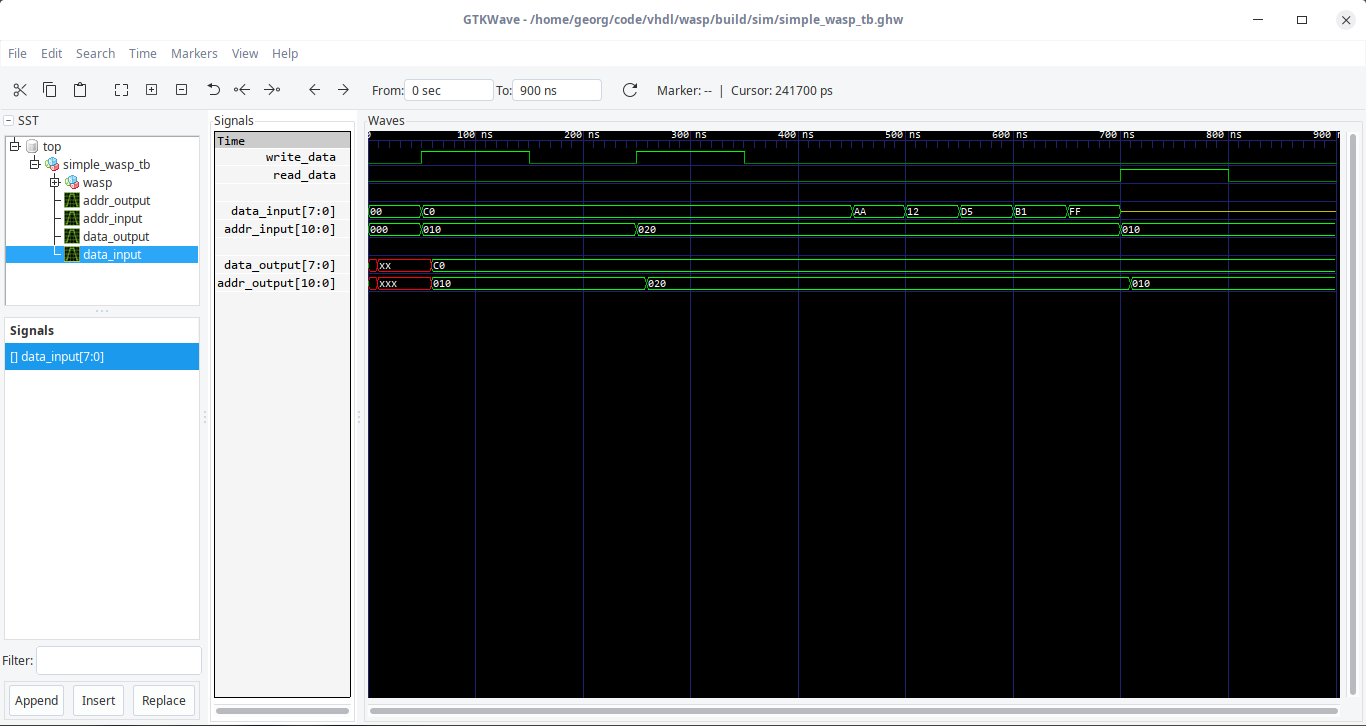 GTKWave - /home/georg/code/vhdl/wasp/build/sim/simple_wasp_tb.ghw
File Edit Search Time Markers View Help
From: 0 sec To: 900 ns Marker: -- | Cursor: 241700 ps
SST
top
simple_wasp_tb
wasp
addr_output
addr_input
data_output
data_input
Signals
[] data_input[7:0]
Filter:
Append Insert Replace
Signals
Time
write_data
read_data
data_input[7:0]
addr_input[10:0]
data_output[7:0]
addr_output[10:0]
Waves
0 100 ns 200 ns 300 ns 400 ns 500 ns 600 ns 700 ns 800 ns 900 n
00 C0 AA 12 D5 B1 FF
000 010 020 010
xx C0
xxx 010 020 010